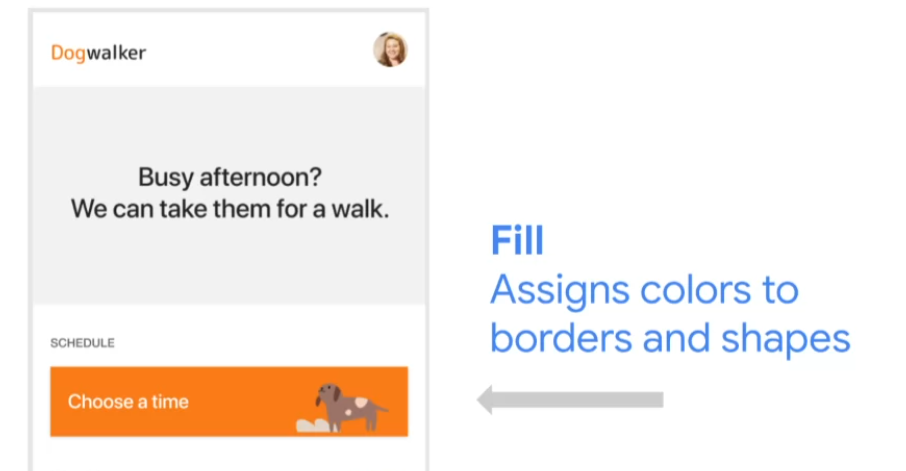 Dogwalker
Busy afternoon?
We can take them for a walk.
SCHEDULE
Choose a time
Fill
Assigns colors to
borders and shapes